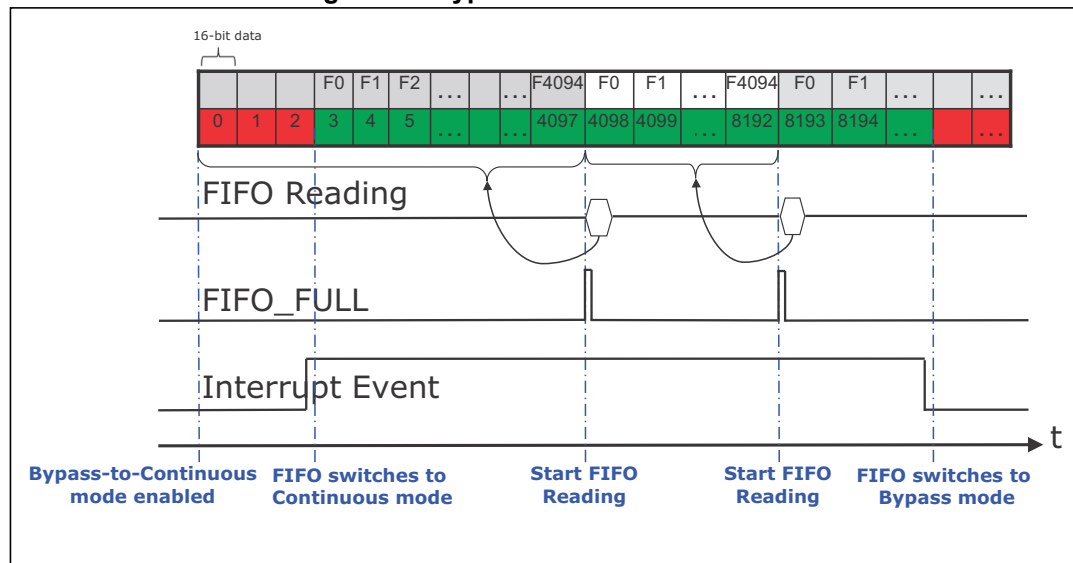 16-bit data
F0 F1 F2 ... ... F4094 F0 F1 ... F4094 F0 F1 ... ...
0 1 2 3 4 5 ... ... 4097 4098 4099 ... 8192 8193 8194 ... ...
FIFO Reading
FIFO_FULL
Interrupt Event
t
Bypass-to-Continuous
mode enabled
FIFO switches to
Continuous mode
Start FIFO
Reading
Start FIFO
Reading
FIFO switches to
Bypass mode